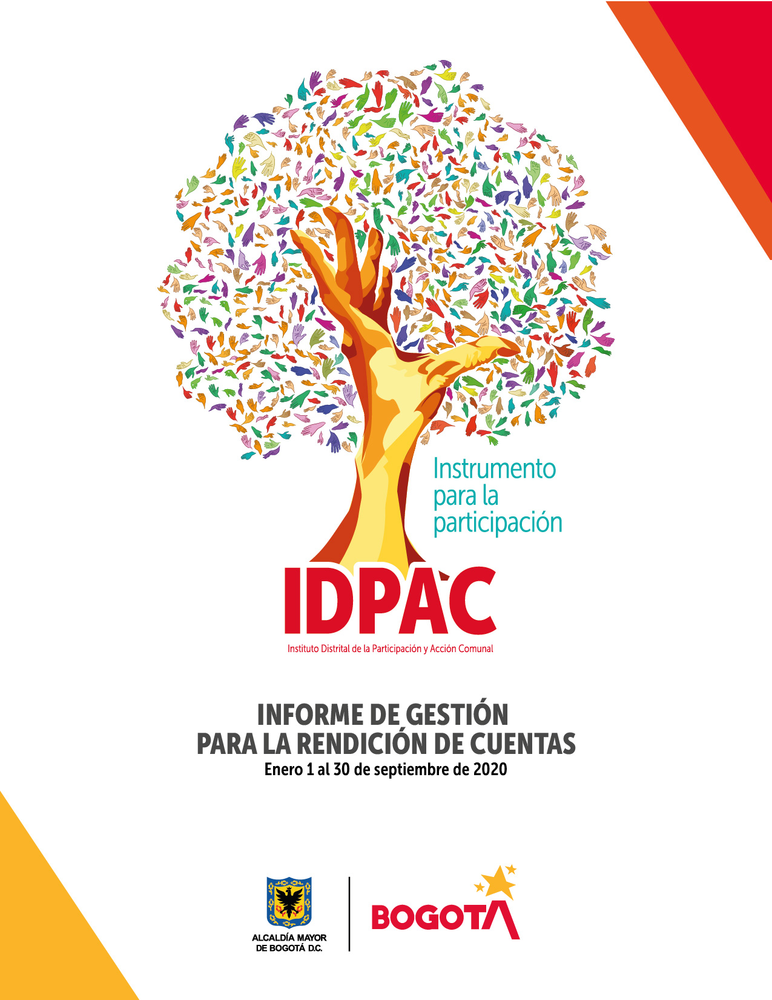 Instrumento
para la
participación
IDPAC
Instituto Distrital de la Participación y Acción Comunal
INFORME DE GESTIÓN
PARA LA RENDICIÓN DE CUENTAS
Enero 1 al 30 de septiembre de 2020
ALCALDÍA MAYOR
DE BOGOTÁ D.C.
BOGOTÁ